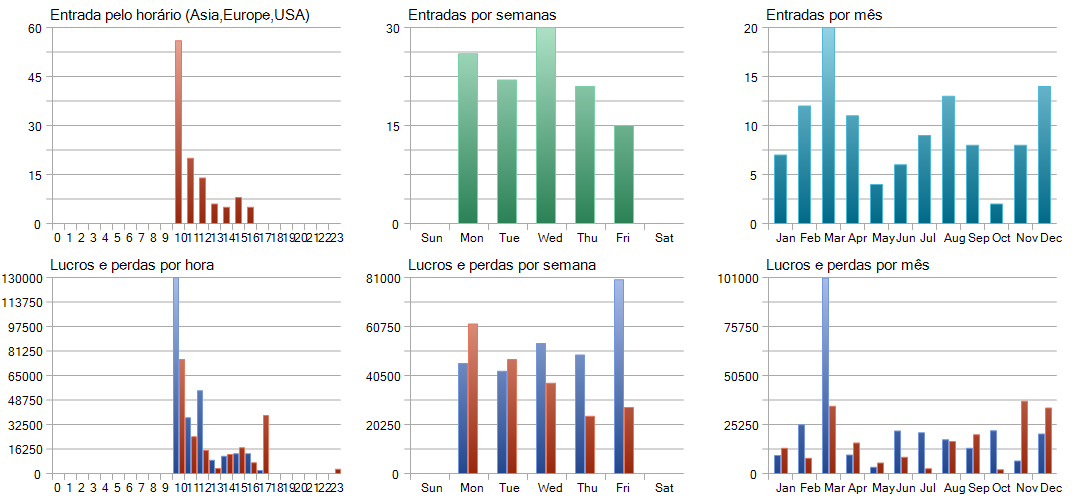 Entrada pelo horário (Asia,Europe,USA)
60
45
30
15
0
0 1 2 3 4 5 6 7 8 9 10 11 12 13 14 15 16 17 18 19 20 21 22 23
Entradas por semanas
30
15
0
Sun Mon Tue Wed Thu Fri Sat
Entradas por mês
20
15
10
5
0
Jan Feb Mar Apr May Jun Jul Aug Sep Oct Nov Dec
Lucros e perdas por hora
130000
113750
97500
81250
65000
48750
32500
16250
0
0 1 2 3 4 5 6 7 8 9 10 11 12 13 14 15 16 17 18 19 20 21 22 23
Lucros e perdas por semana
81000
60750
40500
20250
0
Sun Mon Tue Wed Thu Fri Sat
Lucros e perdas por mês
101000
75750
50500
25250
0
Jan Feb Mar Apr May Jun Jul Aug Sep Oct Nov Dec